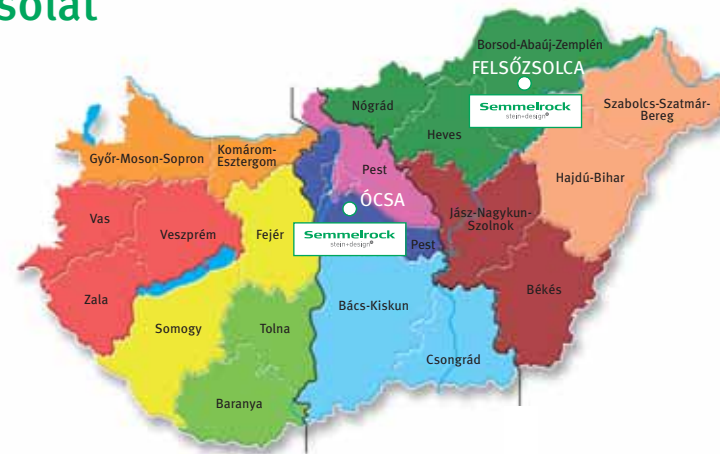 solat
Borsod-Abaúj-Zemplén
FELSŐZSOLCA
Semmelrock
stein+design®
Szabolcs-Szatmár-
Bereg
Nógrád
Heves
Győr-Moson-Sopron
Komárom-
Esztergom
Pest
Hajdú-Bihar
ÓCSA
Jász-Nagykun-
Szolnok
Vas
Veszprém
Fejér
Semmelrock
stein+design®
Pest
Zala
Békés
Bács-Kiskun
Somogy
Tolna
Csongrád
Baranya